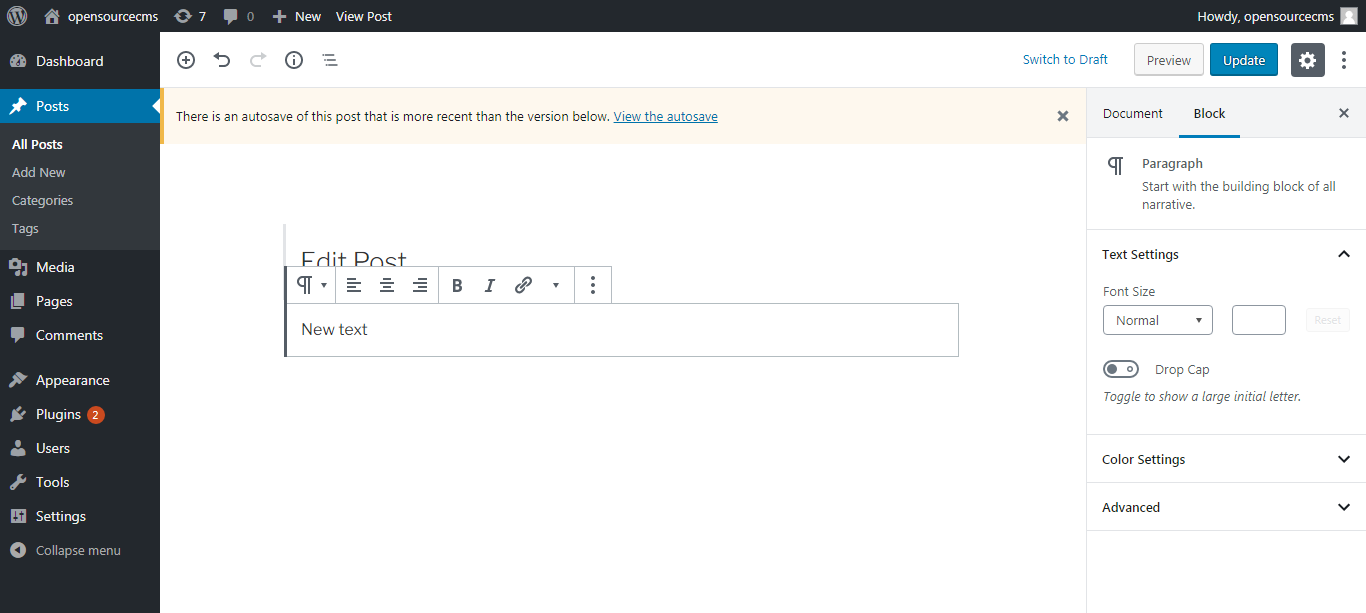 opensourcecms 7 0 New View Post Howdy, opensourcecms
Dashboard
Posts
All Posts
Add New
Categories
Tags
Media
Pages
Comments
Appearance
Plugins 2
Users
Tools
Settings
Collapse menu
Switch to Draft Preview Update
There is an autosave of this post that is more recent than the version below. View the autosave
Edit Post
B I
New text
Document Block
Paragraph
Start with the building block of all
narrative.
Text Settings
Font Size
Normal Reset
Drop Cap
Toggle to show a large initial letter.
Color Settings
Advanced